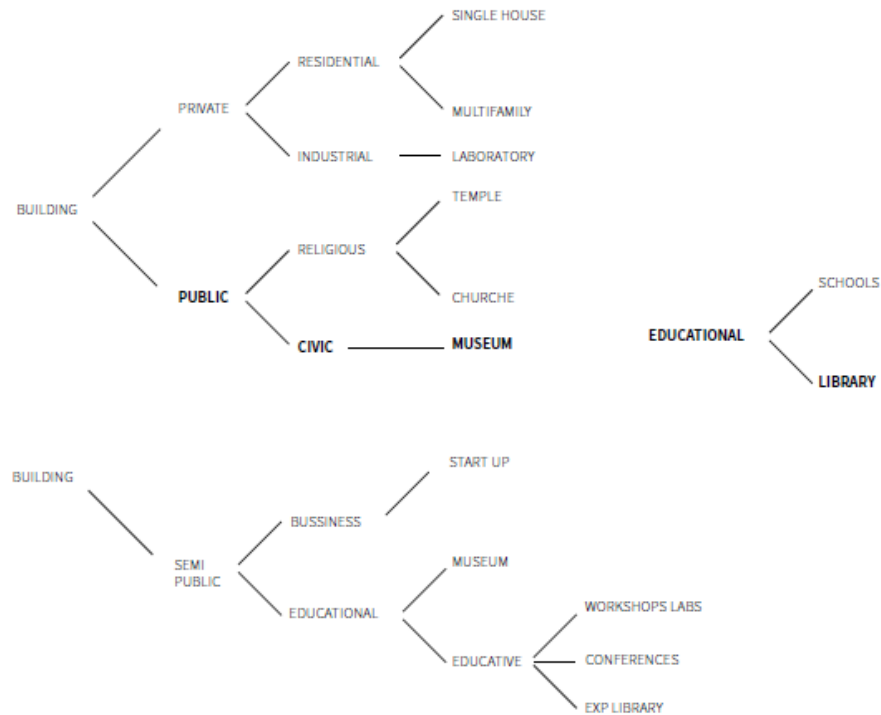 SINGLE HOUSE
RESIDENTIAL
PRIVATE
MULTIFAMILY
INDUSTRIAL
LABORATORY
TEMPLE
BUILDING
RELIGIOUS
PUBLIC
CHURCHE
CIVIC
MUSEUM
SCHOOLS
EDUCATIONAL
LIBRARY
START UP
BUILDING
BUSSINESS
SEMI
PUBLIC
MUSEUM
EDUCATIONAL
WORKSHOPS LABS
EDUCATIVE
CONFERENCES
EXP LIBRARY